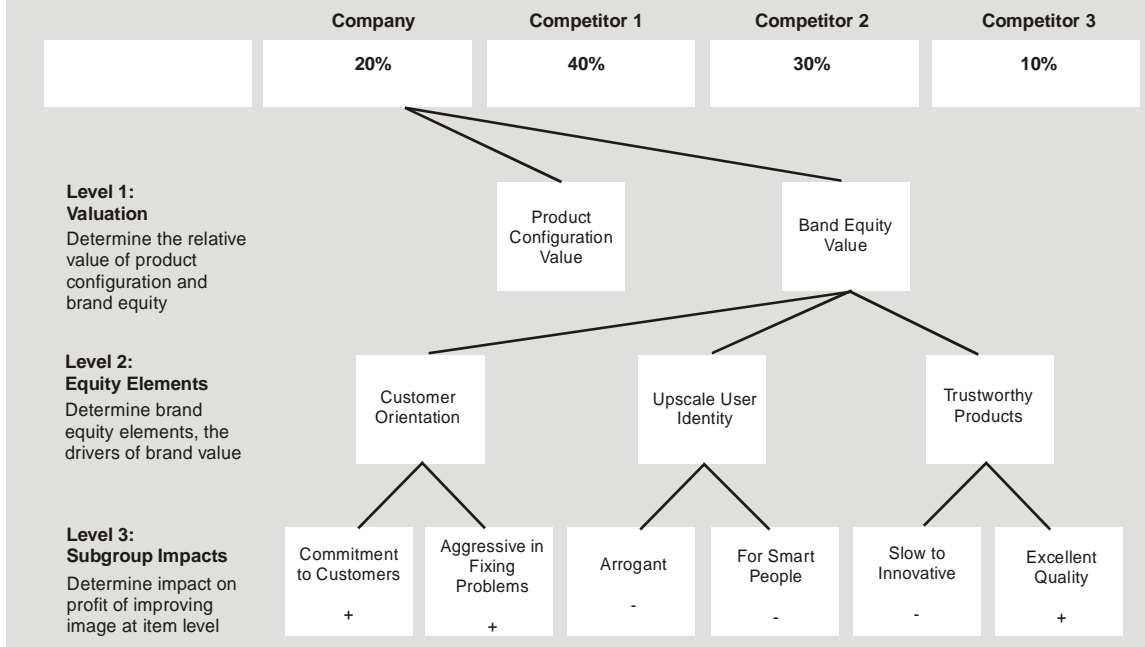 Company
Competitor 1
Competitor 2
Competitor 3
20%
40%
30%
10%
Level 1:
Valuation
Determine the relative
value of product
configuration and
brand equity
Product
Configuration
Value
Band Equity
Value
Level 2:
Equity Elements
Determine brand
equity elements, the
drivers of brand value
Customer
Orientation
Upscale User
Identity
Trustworthy
Products
Level 3:
Subgroup Impacts
Determine impact on
profit of improving
image at item level
Commitment
to Customers
+
Aggressive in
Fixing
Problems
+
Arrogant
-
For Smart
People
-
Slow to
Innovative
-
Excellent
Quality
+